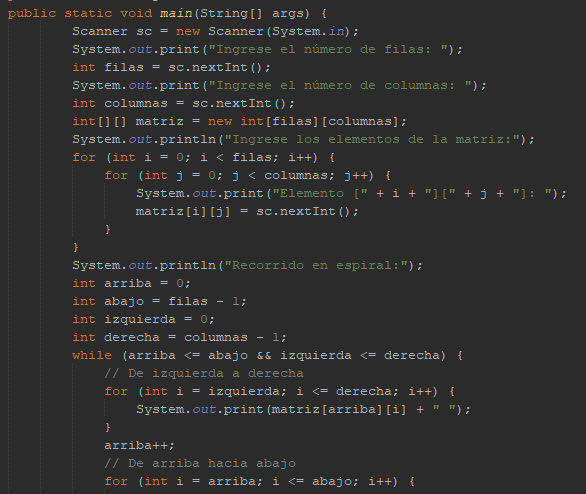 public static void main(String[] args) {
Scanner sc = new Scanner(System.in);
System.out.print("Ingrese el número de filas: ");
int filas = sc.nextInt();
System.out.print("Ingrese el número de columnas: ");
int columnas = sc.nextInt();
int[][] matriz = new int[filas][columnas];
System.out.println("Ingrese los elementos de la matriz:");
for (int i = 0; i < filas; i++) {
for (int j = 0; j < columnas; j++) {
System.out.print("Elemento [" + i + "][" + j + "]: ");
matriz[i][j] = sc.nextInt();
}
}
System.out.println("Recorrido en espiral:");
int arriba = 0;
int abajo = filas - 1;
int izquierda = 0;
int derecha = columnas - 1;
while (arriba <= abajo && izquierda <= derecha) {
// De izquierda a derecha
for (int i = izquierda; i <= derecha; i++) {
System.out.print(matriz[arriba][i] + " ");
}
arriba++;
// De arriba hacia abajo
for (int i = arriba; i <= abajo; i++) {